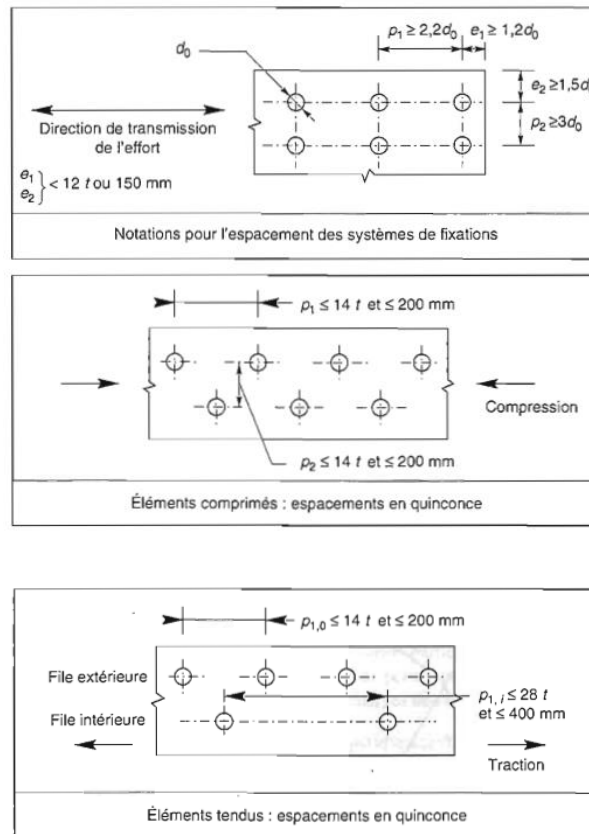 p₁ ≥ 2,2d₀ e₁ ≥ 1,2d₀
d₀
e₂ ≥1,5d
p₂ ≥3d₀
Direction de transmission
de l'effort
e₁
e₂ } < 12 t ou 150 mm
Notations pour l'espacement des systèmes de fixations
p₁ ≤ 14 t et ≤ 200 mm
Compression
p₂ ≤ 14 t et ≤ 200 mm
Éléments comprimés : espacements en quinconce
p₁,₀ ≤ 14 t et ≤ 200 mm
File extérieure
p₁,ᵢ ≤ 28 t
et ≤ 400 mm
File intérieure
Traction
Éléments tendus : espacements en quinconce